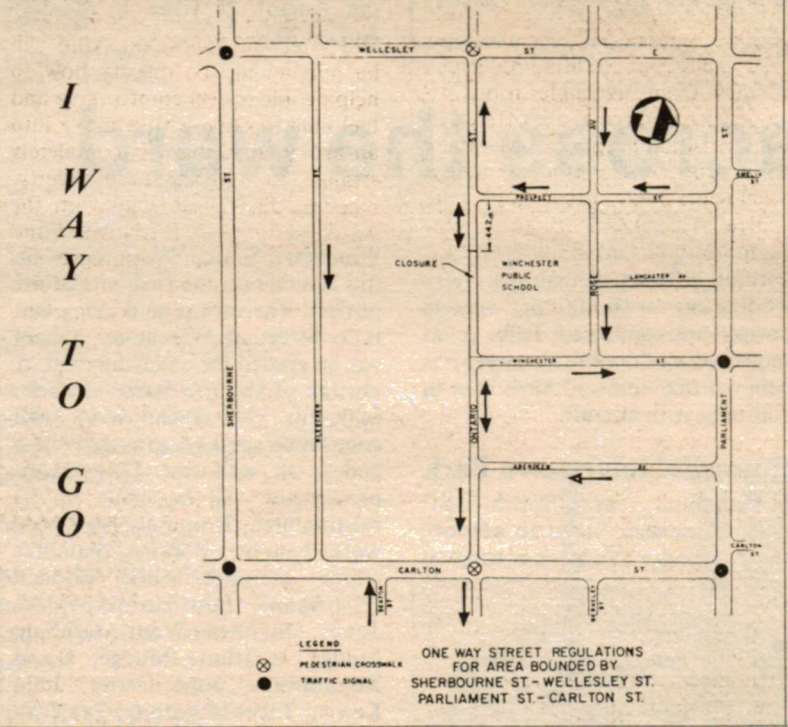 I
WAY
TO
GO
WELLESLEY ST E
ST
ST.
ST.
AV
ST.
PROSPECT ST
442'
CLOSURE
WINCHESTER
PUBLIC
SCHOOL
ROSE
LANCASTER AV
WINCHESTER ST.
SHERBOURNE
BLEECKER
ONTARIO
PARLIAMENT
ABERDEEN AV
CARLTON
ST.
CARLTON ST
SEATON
ST
BERKELEY
ST
LEGEND
PEDESTRIAN CROSSWALK
TRAFFIC SIGNAL
ONE WAY STREET REGULATIONS
FOR AREA BOUNDED BY
SHERBOURNE ST.- WELLESLEY ST.
PARLIAMENT ST.- CARLTON ST.